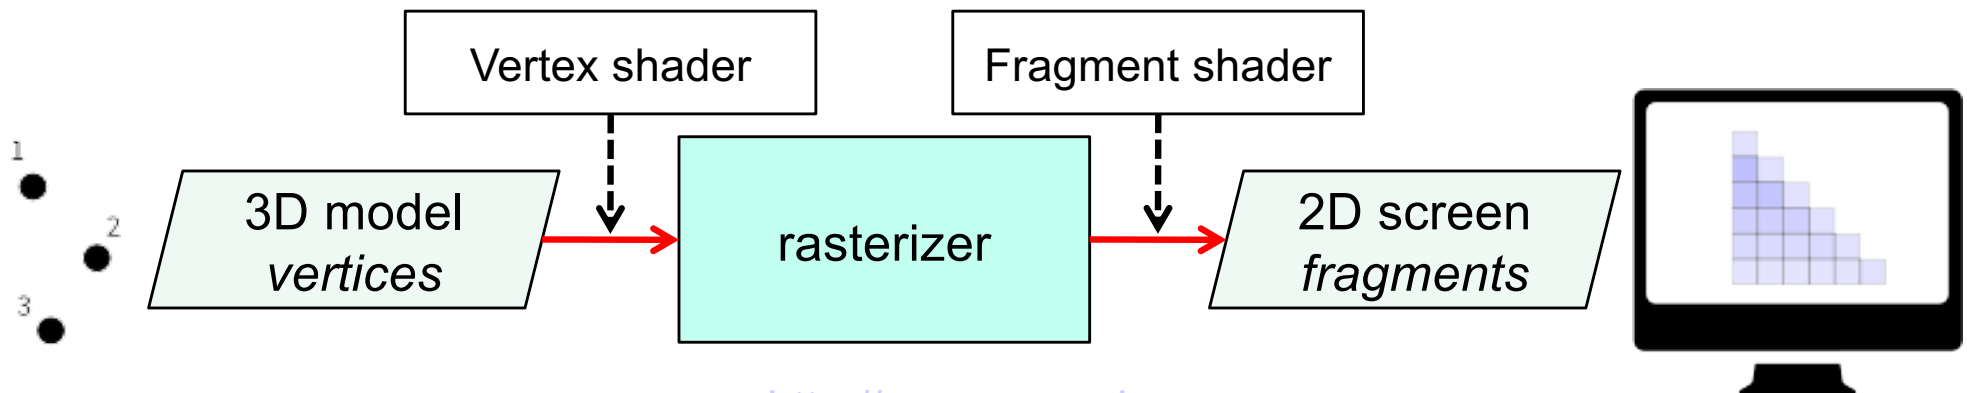 Vertex shader
Fragment shader
1
2
3
3D model
vertices
rasterizer
2D screen
fragments